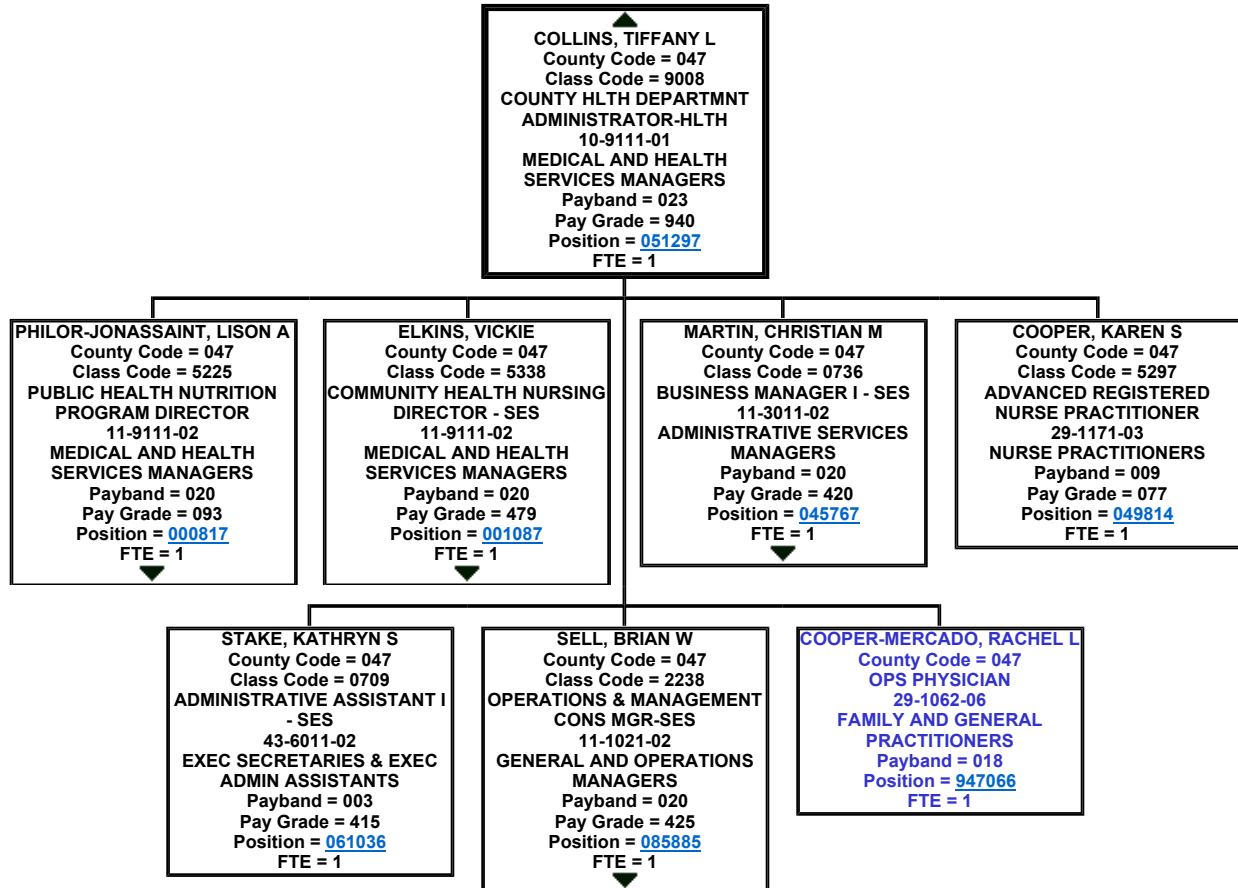 COLLINS, TIFFANY L
County Code = 047
Class Code = 9008
COUNTY HLTH DEPARTMNT
ADMINISTRATOR-HLTH
10-9111-01
MEDICAL AND HEALTH
SERVICES MANAGERS
Payband = 023
Pay Grade = 940
Position = 051297
FTE = 1
PHILOR-JONASSAINT, LISON A
County Code = 047
Class Code = 5225
PUBLIC HEALTH NUTRITION
PROGRAM DIRECTOR
11-9111-02
MEDICAL AND HEALTH
SERVICES MANAGERS
Payband = 020
Pay Grade = 093
Position = 000817
FTE = 1
ELKINS, VICKIE
County Code = 047
Class Code = 5338
COMMUNITY HEALTH NURSING
DIRECTOR - SES
11-9111-02
MEDICAL AND HEALTH
SERVICES MANAGERS
Payband = 020
Pay Grade = 479
Position = 001087
FTE = 1
MARTIN, CHRISTIAN M
County Code = 047
Class Code = 0736
BUSINESS MANAGER I - SES
11-3011-02
ADMINISTRATIVE SERVICES
MANAGERS
Payband = 020
Pay Grade = 420
Position = 045767
FTE = 1
COOPER, KAREN S
County Code = 047
Class Code = 5297
ADVANCED REGISTERED
NURSE PRACTITIONER
29-1171-03
NURSE PRACTITIONERS
Payband = 009
Pay Grade = 077
Position = 049814
FTE = 1
STAKE, KATHRYN S
County Code = 047
Class Code = 0709
ADMINISTRATIVE ASSISTANT I
- SES
43-6011-02
EXEC SECRETARIES & EXEC
ADMIN ASSISTANTS
Payband = 003
Pay Grade = 415
Position = 061036
FTE = 1
SELL, BRIAN W
County Code = 047
Class Code = 2238
OPERATIONS & MANAGEMENT
CONS MGR-SES
11-1021-02
GENERAL AND OPERATIONS
MANAGERS
Payband = 020
Pay Grade = 425
Position = 085885
FTE = 1
COOPER-MERCADO, RACHEL L
County Code = 047
OPS PHYSICIAN
29-1062-06
FAMILY AND GENERAL
PRACTITIONERS
Payband = 018
Position = 947066
FTE = 1